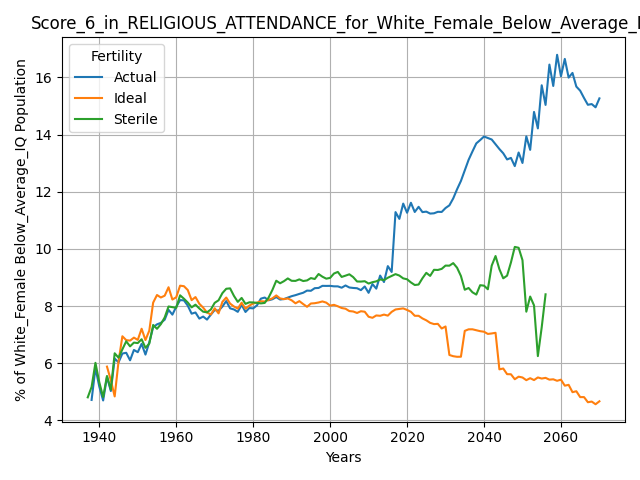 Score_6_in_RELIGIOUS_ATTENDANCE_for_White_Female_Below_Average_I
Fertility
Actual
Ideal
Sterile
% of White_Female Below_Average_IQ Population
16
14
12
10
8
6
4
1940 1960 1980 2000 2020 2040 2060
Years